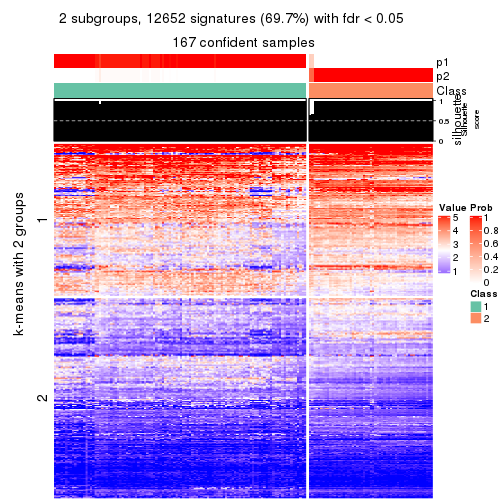 2 subgroups, 12652 signatures (69.7%) with fdr < 0.05
167 confident samples
p1
p2
Class
silhouette
Silhouette
score
1
0.5
0
k-means with 2 groups
1
2
Value
5
4
3
2
1
Prob
1
0.8
0.6
0.4
0.2
0
Class
1
2